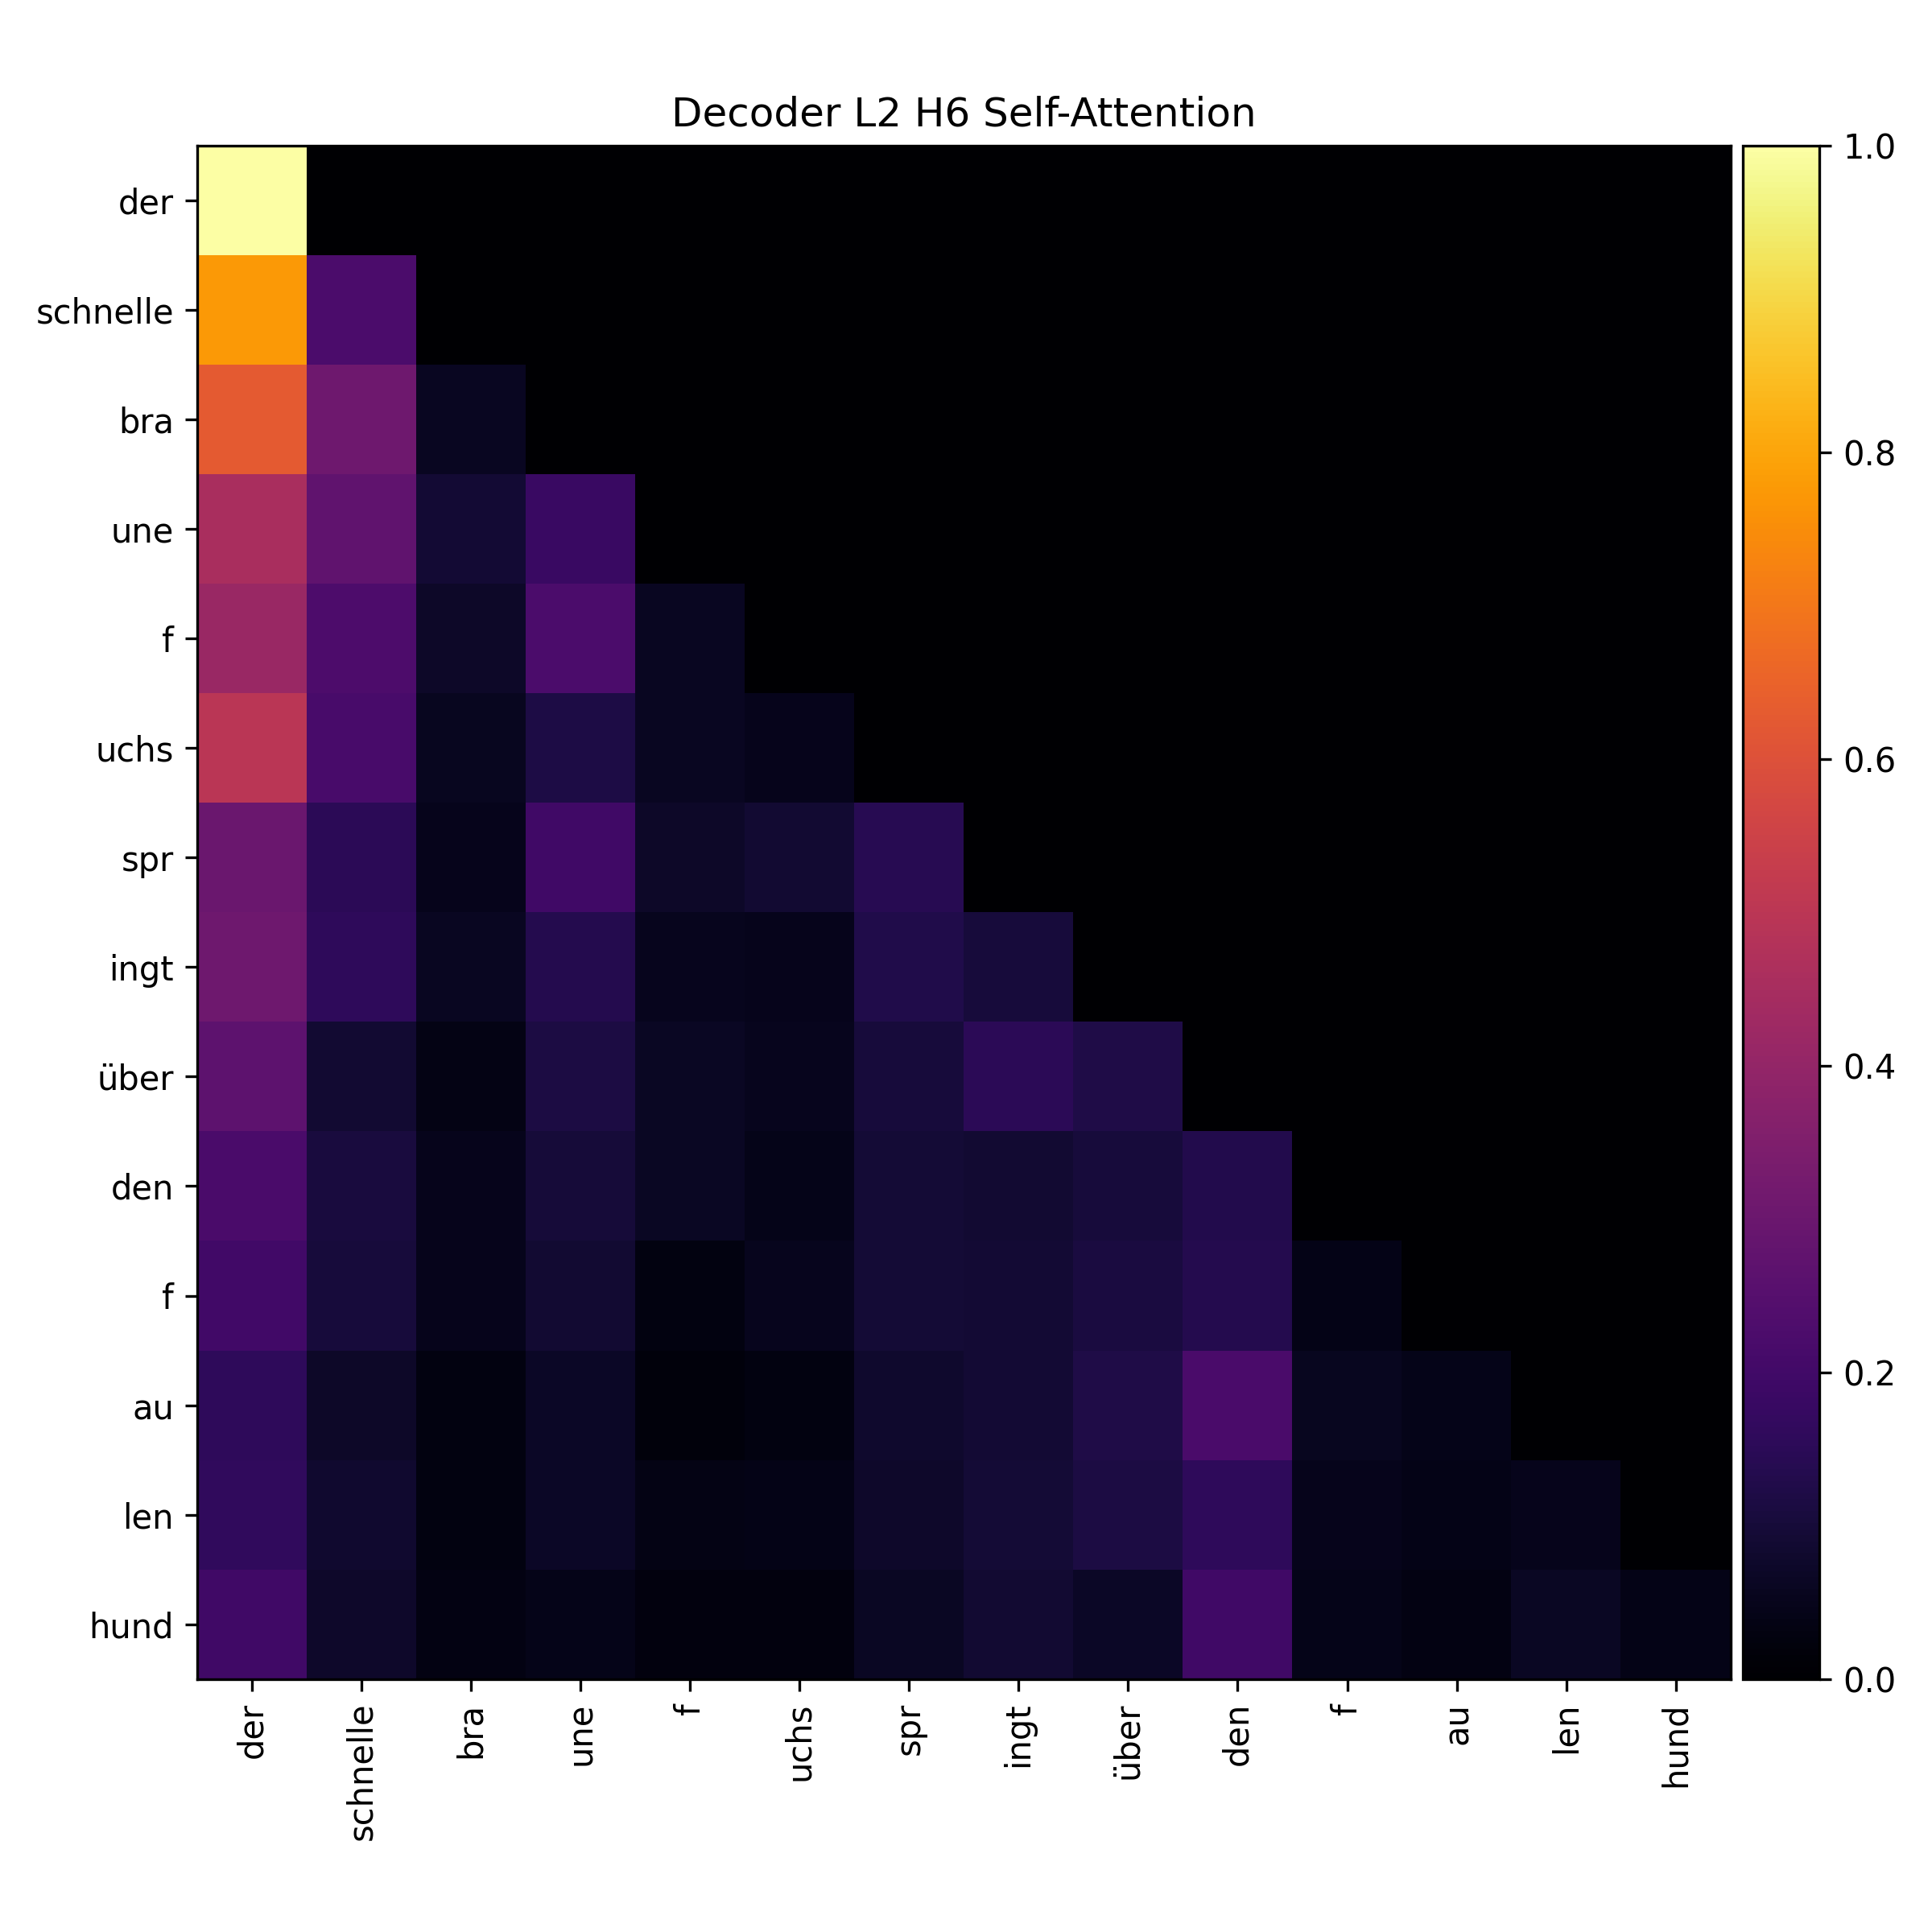 Decoder L2 H6 Self-Attention
der
schnelle
bra
une
f
uchs
spr
ingt
über
den
f
au
len
hund
der
schnelle
bra
une
f
uchs
spr
ingt
über
den
f
au
len
hund
1.0
0.8
0.6
0.4
0.2
0.0